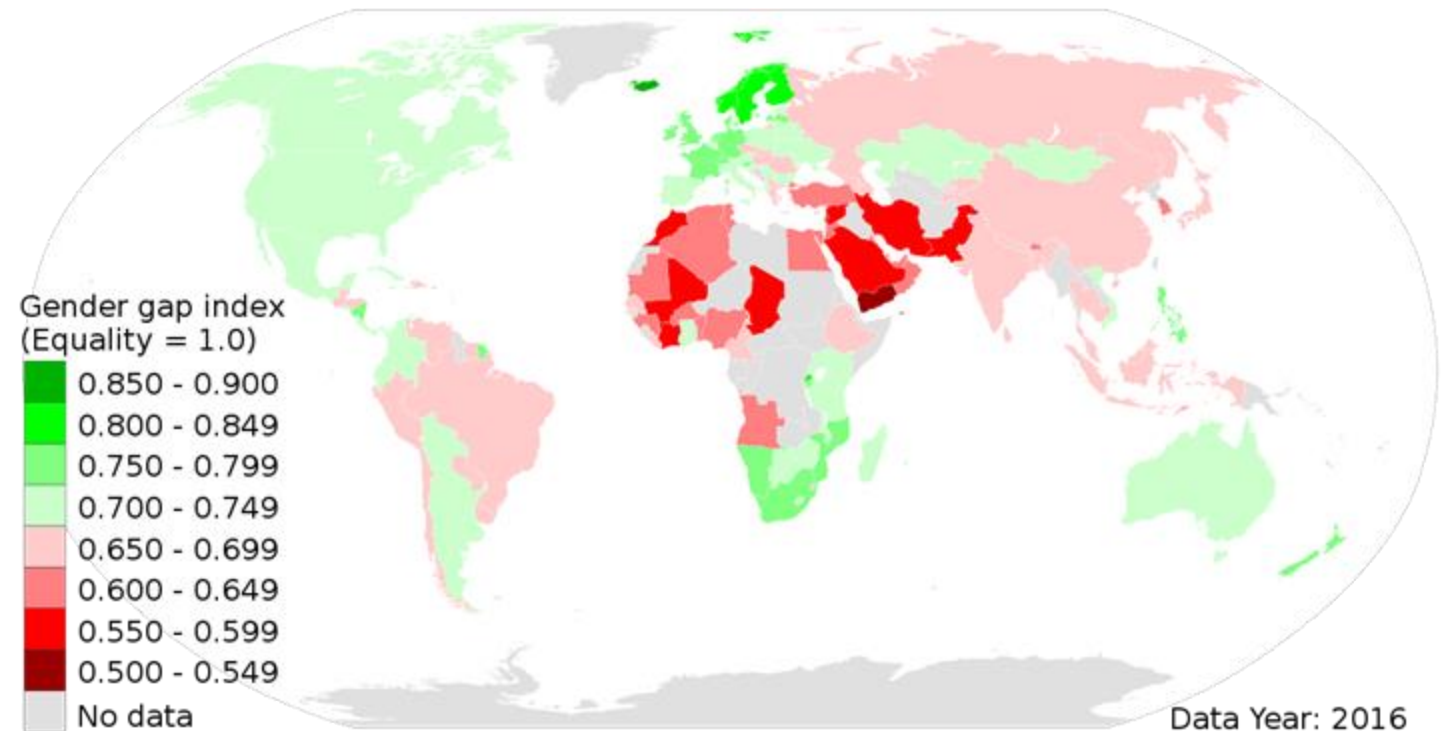 Gender gap index
(Equality = 1.0)
0.850 - 0.900
0.800 - 0.849
0.750 - 0.799
0.700 - 0.749
0.650 - 0.699
0.600 - 0.649
0.550 - 0.599
0.500 - 0.549
No data
Data Year: 2016